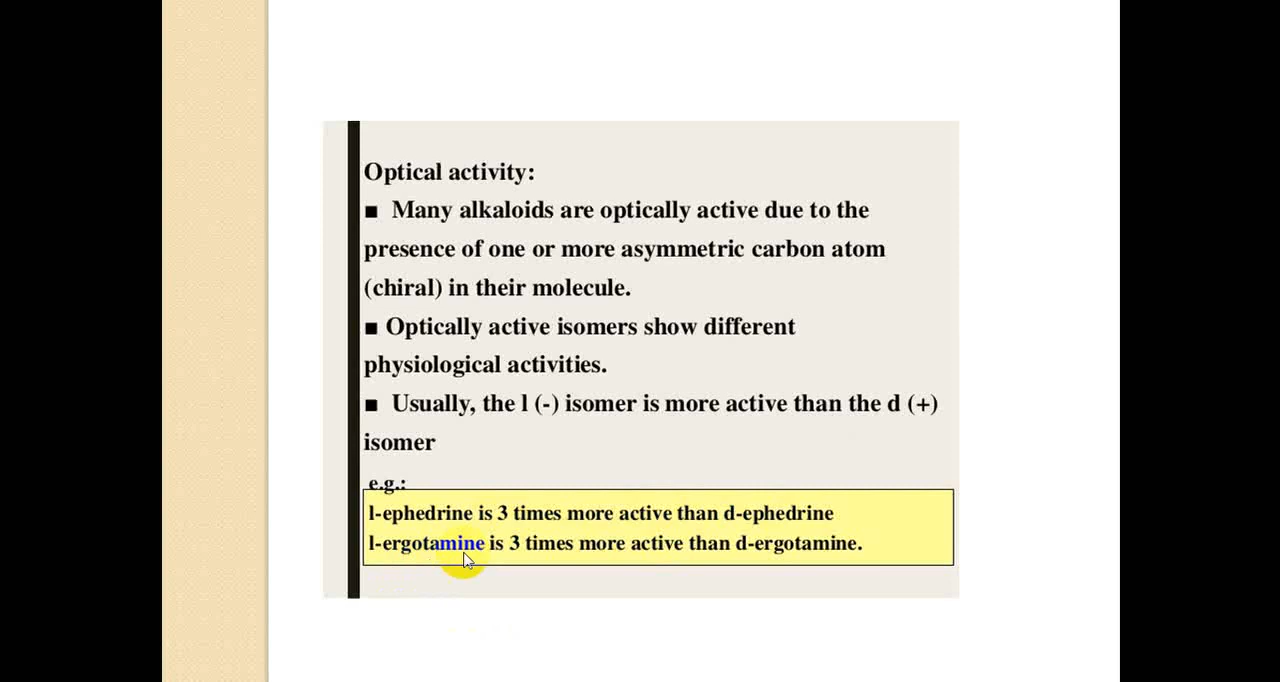 Optical activity:
■ Many alkaloids are optically active due to the
presence of one or more asymmetric carbon atom
(chiral) in their molecule.
■ Optically active isomers show different
physiological activities.
■ Usually, the l (-) isomer is more active than the d (+)
isomer
e.g.:
l-ephedrine is 3 times more active than d-ephedrine
l-ergotamine is 3 times more active than d-ergotamine.